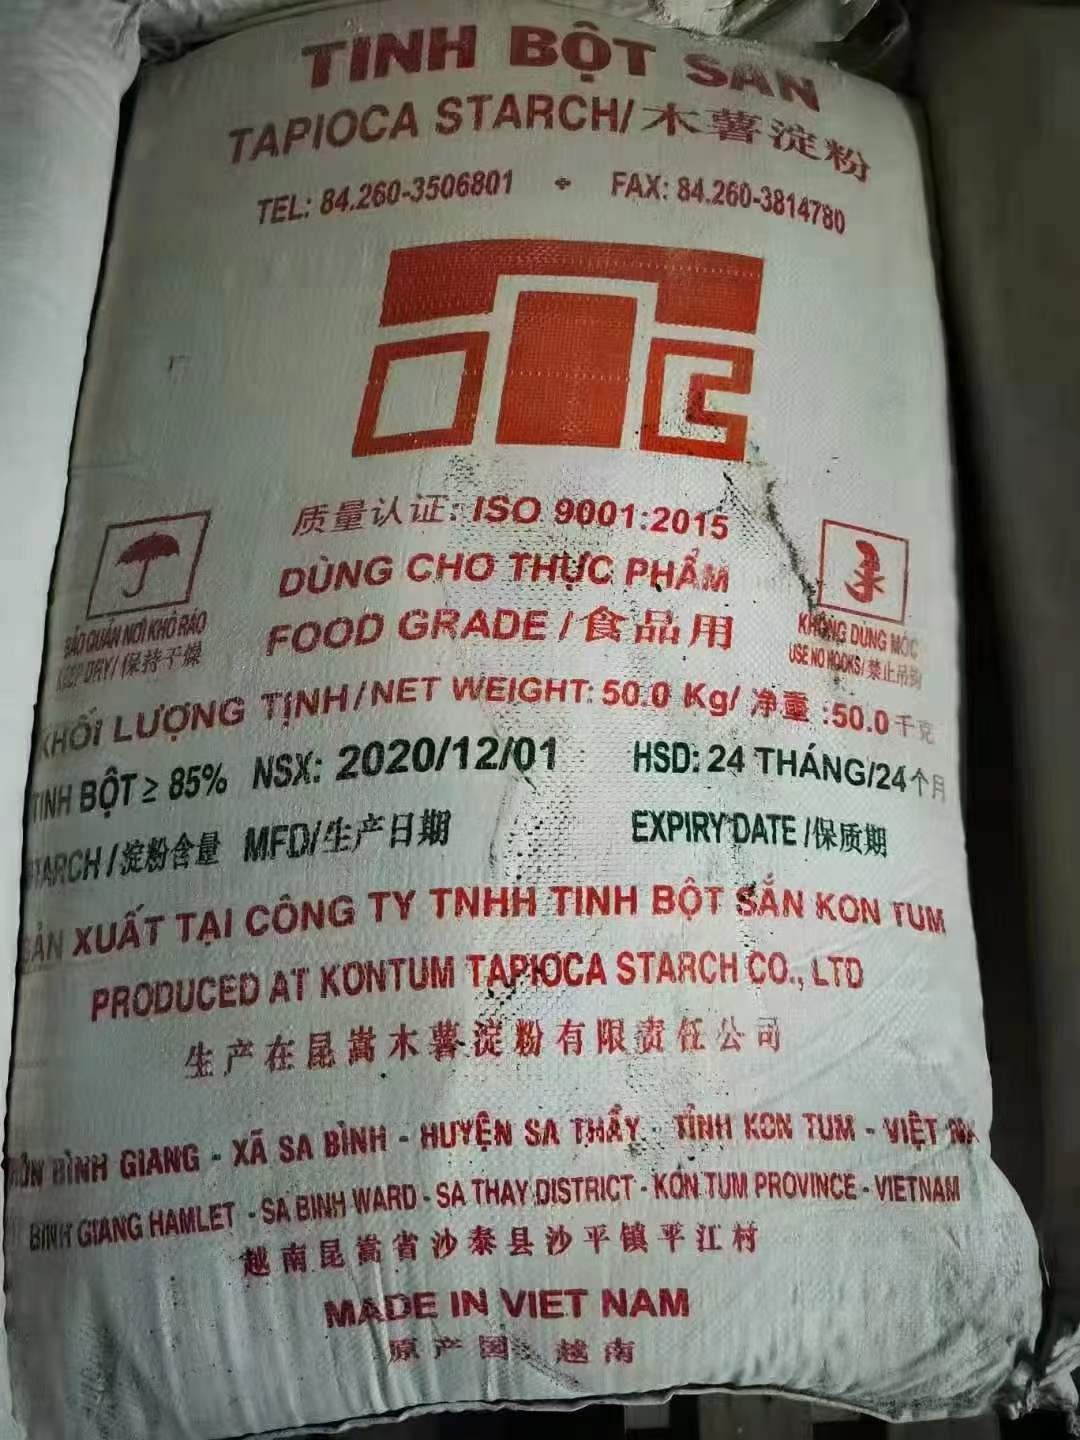 TINH BỘT SẮN
TAPIOCA STARCH/木薯淀粉
TEL: 84.260-3506801 + FAX: 84.260-3814780
质量认证: ISO 9001:2015
DÙNG CHO THỰC PHẨM
FOOD GRADE / 食品用
BẢO QUẢN NƠI KHÔ RÁO
KEEP DRY/ 保持干燥
KHÔNG DÙNG MÓC
USE NO HOOKS/ 禁止吊钩
KHỐI LƯỢNG TỊNH/NET WEIGHT: 50.0 Kg/ 净重 :50.0 千克
TINH BỘT ≥ 85% NSX: 2020/12/01 HSD: 24 THÁNG/24个月
STARCH / 淀粉含量 MFD/生产日期 EXPIRY DATE /保质期
SẢN XUẤT TẠI CÔNG TY TNHH TINH BỘT SẮN KON TUM
PRODUCED AT KONTUM TAPIOCA STARCH CO., LTD
生产在昆嵩木薯淀粉有限责任公司
THÔN BÌNH GIANG - XÃ SA BÌNH - HUYỆN SA THẦY - TỈNH KON TUM - VIỆT NAM
BINH GIANG HAMLET - SA BINH WARD - SA THAY DISTRICT - KON TUM PROVINCE - VIETNAM
越南昆嵩省沙泰县沙平镇平江村
MADE IN VIET NAM
原产国: 越南